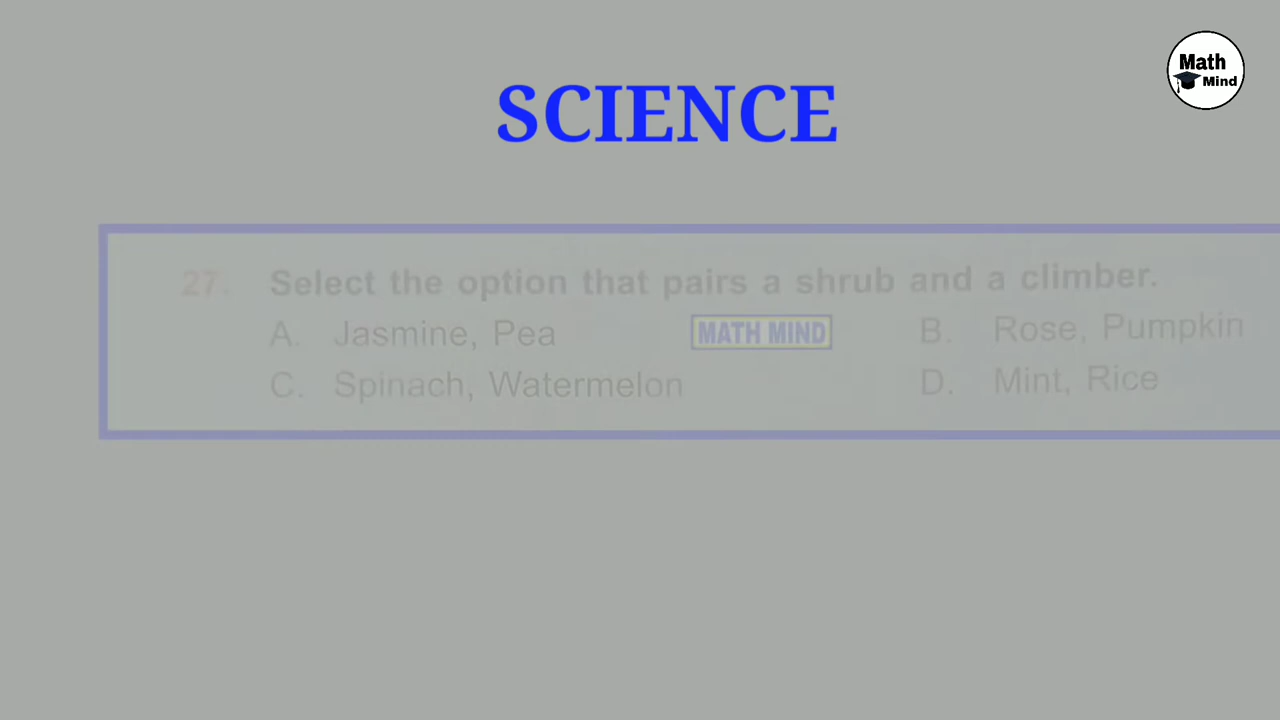 Math
Mind
SCIENCE
27. Select the option that pairs a shrub and a climber.
A. Jasmine, Pea MATH MIND B. Rose, Pumpkin
C. Spinach, Watermelon D. Mint, Rice